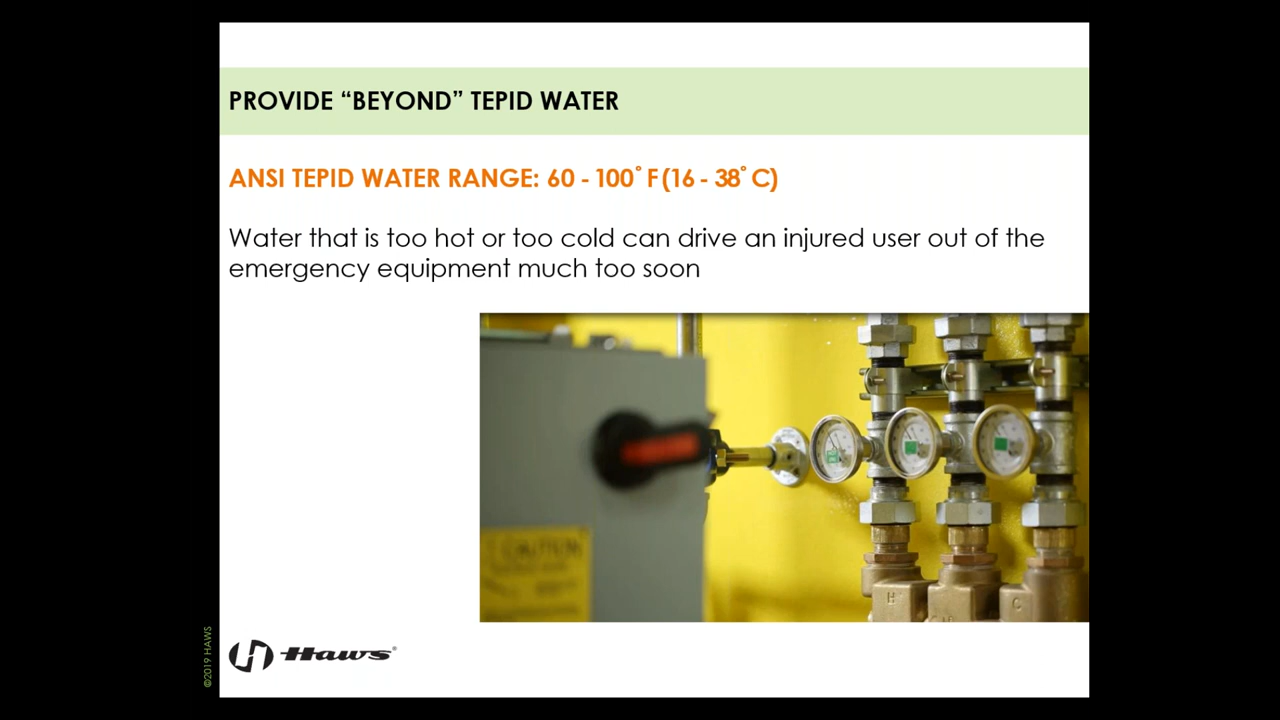 PROVIDE “BEYOND” TEPID WATER
ANSI TEPID WATER RANGE: 60 - 100° F (16 - 38° C)
Water that is too hot or too cold can drive an injured user out of the
emergency equipment much too soon
CAUTION
H
C
Haws®
©2019 HAWS